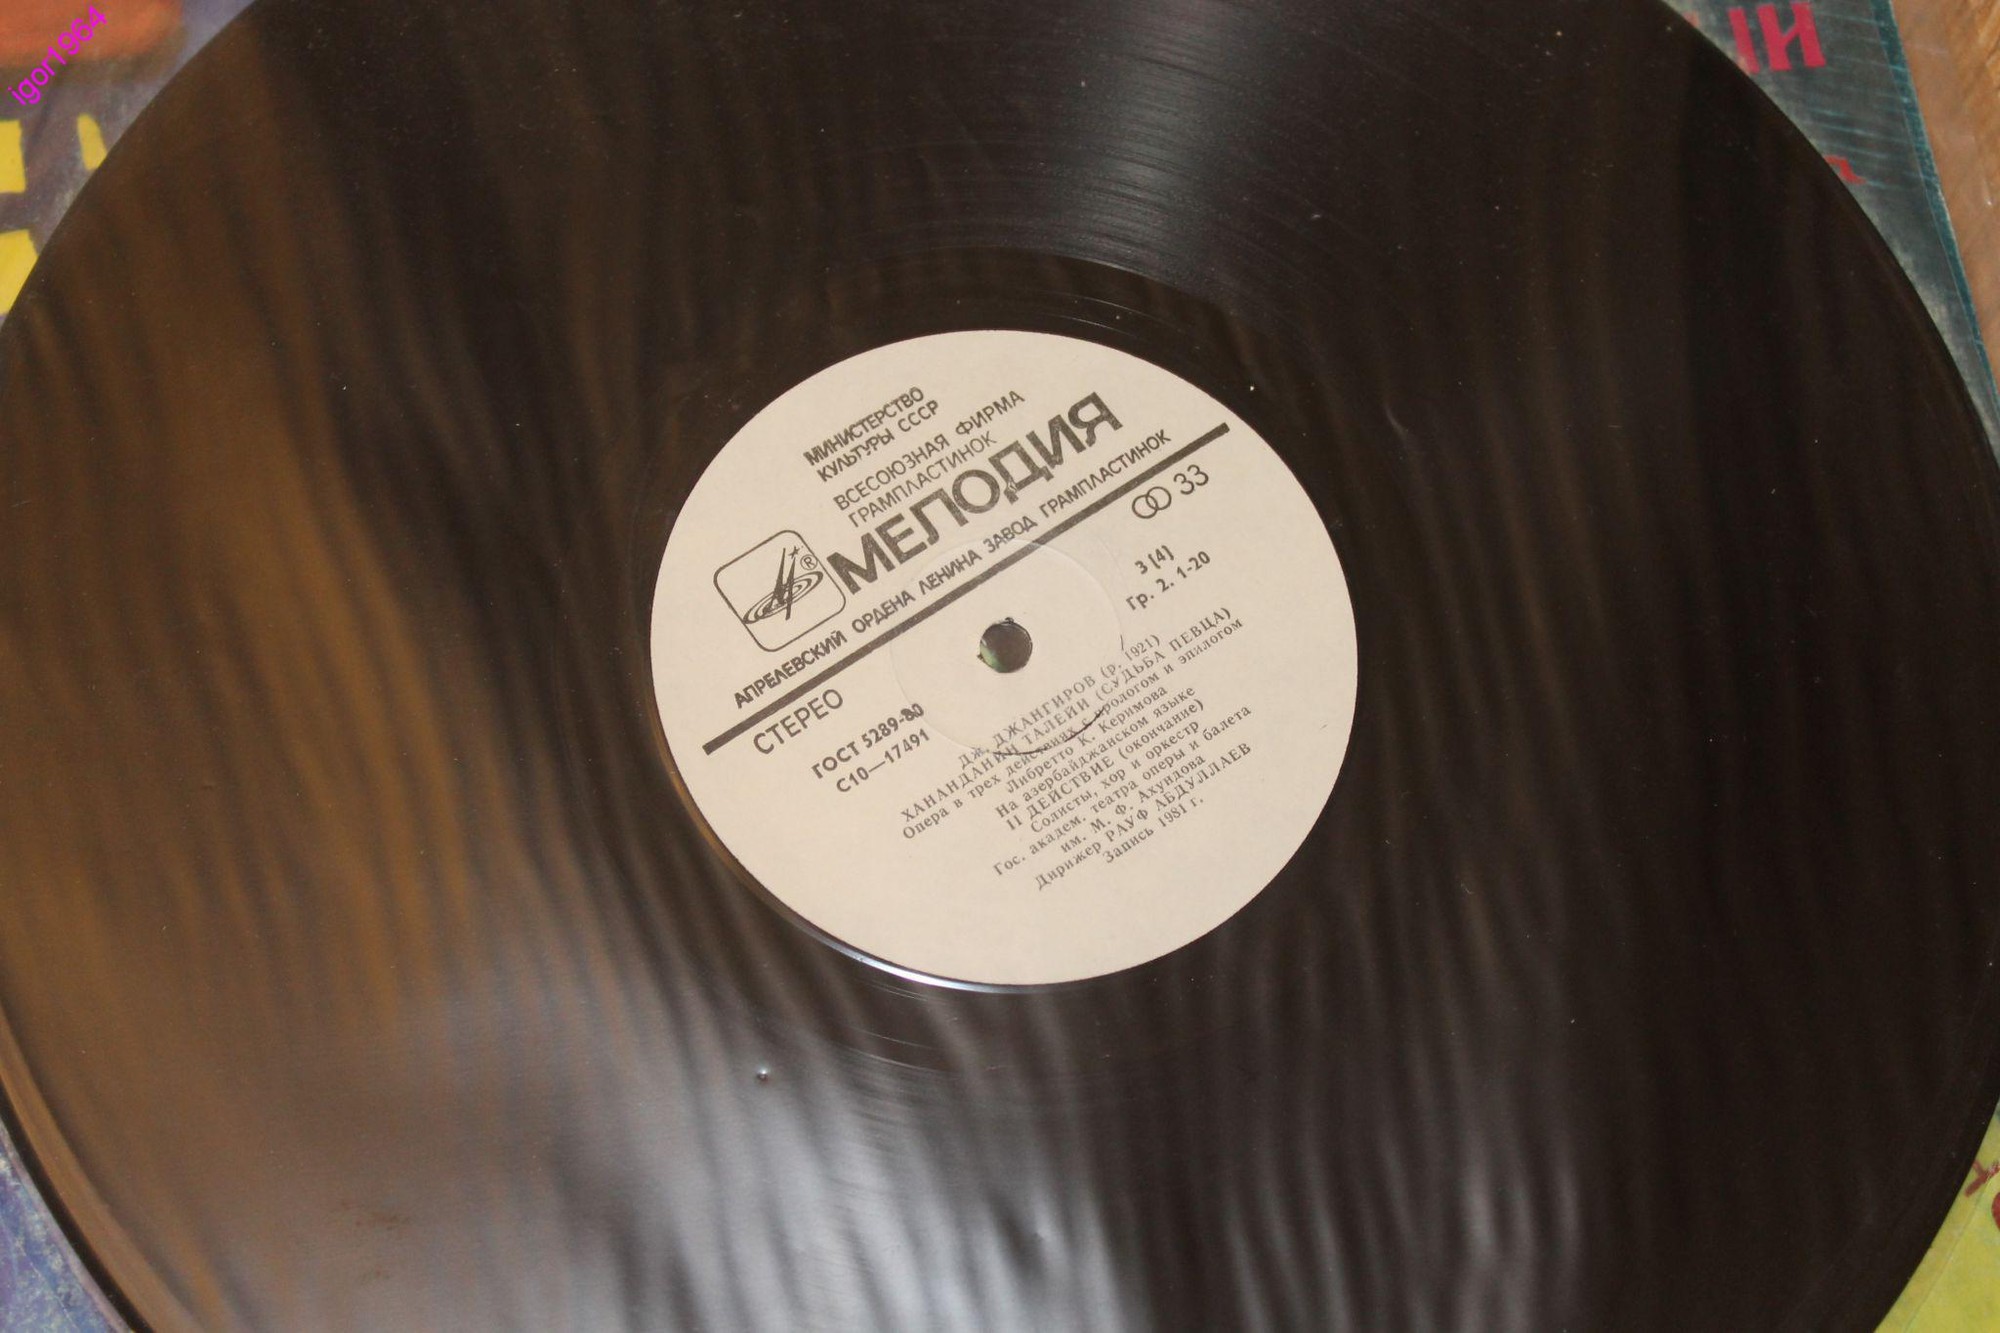 igor1964
ИИ
МИНИСТЕРСТВО
КУЛЬТУРЫ СССР
ВСЕСОЮЗНАЯ ФИРМА
ГРАМПЛАСТИНОК
МЕЛОДИЯ
®
АПРЕЛЕВСКИЙ ОРДЕНА ЛЕНИНА ЗАВОД ГРАМПЛАСТИНОК
СТЕРЕО
33
ГОСТ 5289-80
С10—17491
3 [4]
Гр. 2. 1-20
ДЖ. ДЖАНГИРОВ (р. 1921)
ХАНАНДАНИН ТАЛЕЙИ (СУДЬБА ПЕВЦА)
Опера в трех действиях с прологом и эпилогом
Либретто К. Керимова
На азербайджанском языке
II ДЕЙСТВИЕ (окончание)
Солисты, хор и оркестр
Гос. академ. театра оперы и балета
им. М. Ф. Ахундова
Дирижер РАУФ АБДУЛЛАЕВ
Запись 1981 г.